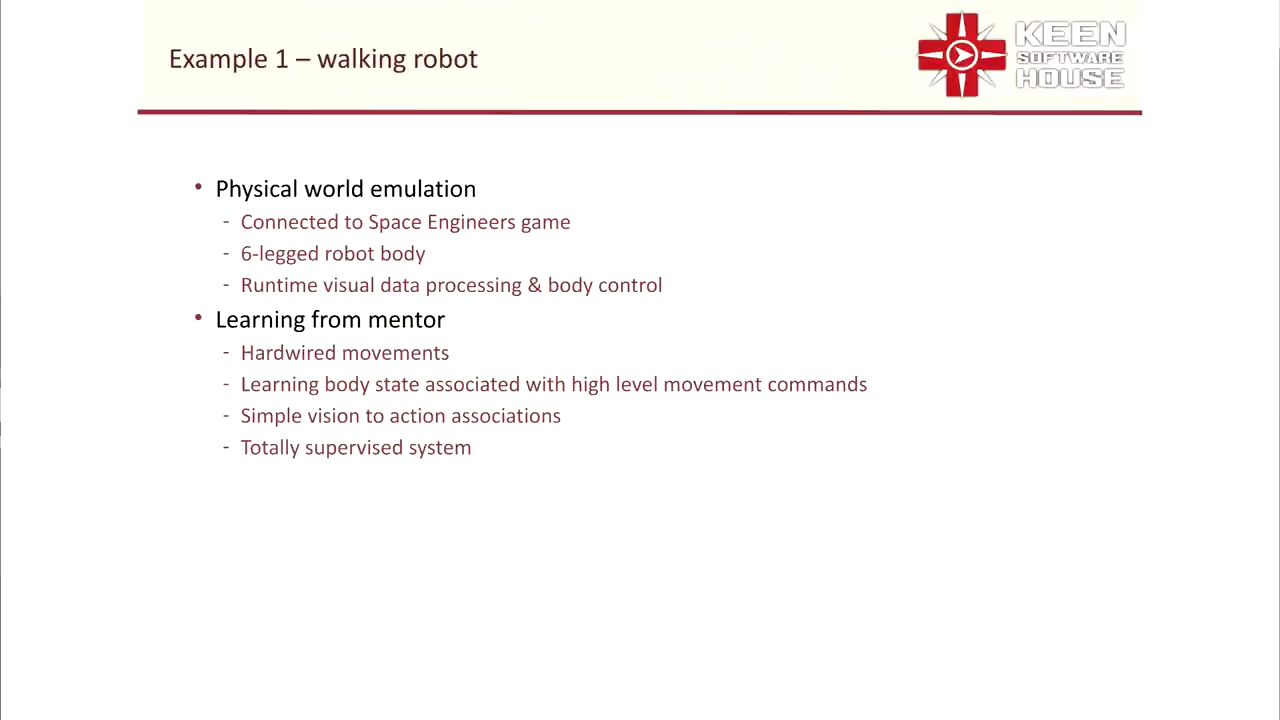 Example 1 – walking robot
KEEN
SOFTWARE
HOUSE
• Physical world emulation
- Connected to Space Engineers game
- 6-legged robot body
- Runtime visual data processing & body control
• Learning from mentor
- Hardwired movements
- Learning body state associated with high level movement commands
- Simple vision to action associations
- Totally supervised system